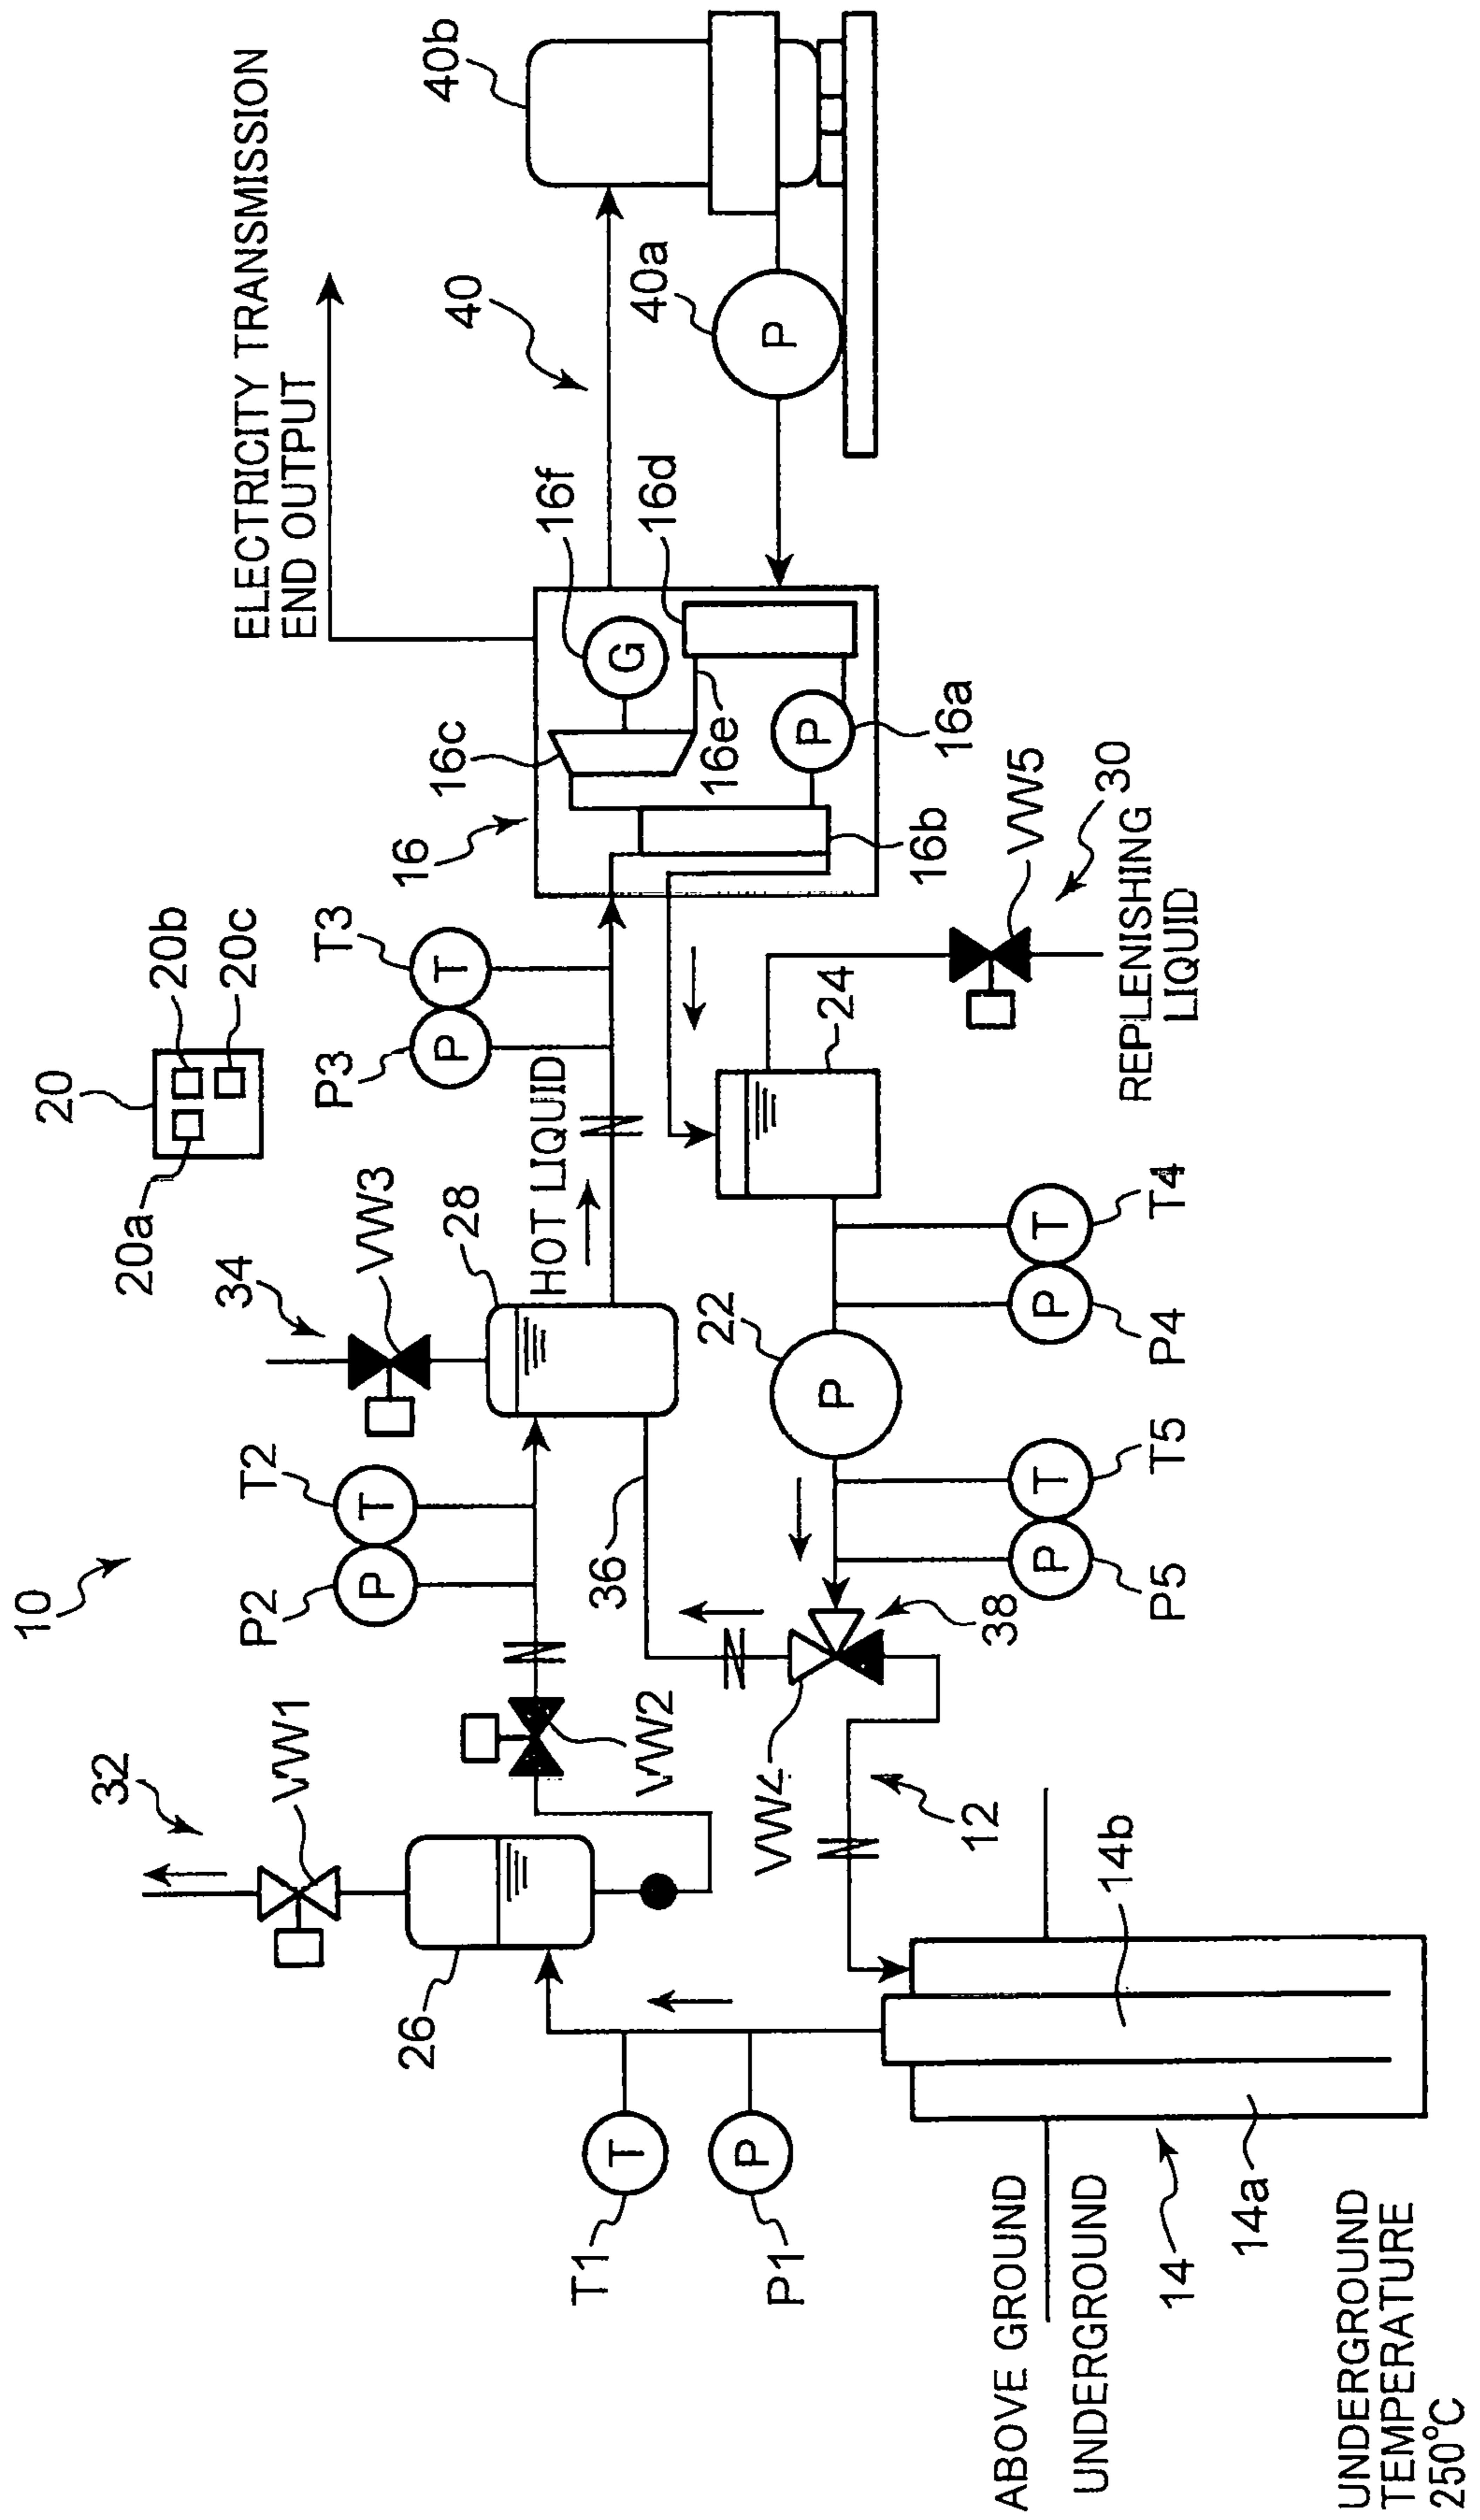 10
20
20a
20b
20c
ELECTRICITY TRANSMISSION
END OUTPUT
32
VW1
P2
T2
34
VW3
P3
T3
16
16c
16f
16d
40
40a
40b
P
T
P
T
28
HOT LIQUID
26
VW2
36
22
24
16b
16e
16a
G
P
P
T1
T
P1
P
VW4
38
12
P
P5
P
T
T5
P4
P
T
T4
REPLENISHING
LIQUID
30
VW5
ABOVE GROUND
UNDERGROUND
14
14a
14b
UNDERGROUND
TEMPERATURE
250°C